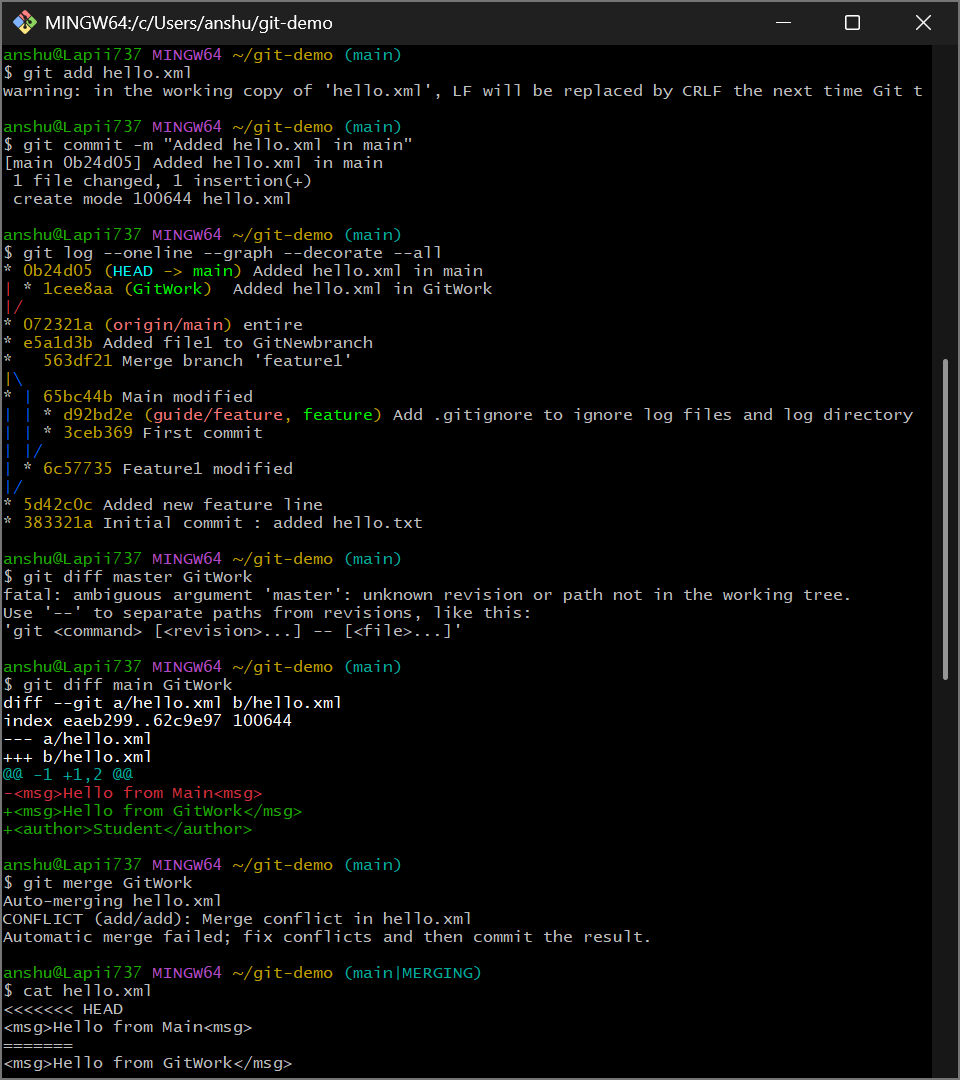 MINGW64:/c/Users/anshu/git-demo
anshu@Lapii737 MINGW64 ~/git-demo (main)
$ git add hello.xml
warning: in the working copy of 'hello.xml', LF will be replaced by CRLF the next time Git t

anshu@Lapii737 MINGW64 ~/git-demo (main)
$ git commit -m "Added hello.xml in main"
[main 0b24d05] Added hello.xml in main
 1 file changed, 1 insertion(+)
 create mode 100644 hello.xml

anshu@Lapii737 MINGW64 ~/git-demo (main)
$ git log --oneline --graph --decorate --all
* 0b24d05 (HEAD -> main) Added hello.xml in main
| * 1cee8aa (GitWork)  Added hello.xml in GitWork
|/
* 072321a (origin/main) entire
* e5a1d3b Added file1 to GitNewbranch
*   563df21 Merge branch 'feature1'
|\
* | 65bc44b Main modified
| | * d92bd2e (guide/feature, feature) Add .gitignore to ignore log files and log directory
| | * 3ceb369 First commit
| |/
| * 6c57735 Feature1 modified
|/
* 5d42c0c Added new feature line
* 383321a Initial commit : added hello.txt

anshu@Lapii737 MINGW64 ~/git-demo (main)
$ git diff master GitWork
fatal: ambiguous argument 'master': unknown revision or path not in the working tree.
Use '--' to separate paths from revisions, like this:
'git <command> [<revision>...] -- [<file>...]'

anshu@Lapii737 MINGW64 ~/git-demo (main)
$ git diff main GitWork
diff --git a/hello.xml b/hello.xml
index eaeb299..62c9e97 100644
--- a/hello.xml
+++ b/hello.xml
@@ -1 +1,2 @@
-<msg>Hello from Main<msg>
+<msg>Hello from GitWork</msg>
+<author>Student</author>

anshu@Lapii737 MINGW64 ~/git-demo (main)
$ git merge GitWork
Auto-merging hello.xml
CONFLICT (add/add): Merge conflict in hello.xml
Automatic merge failed; fix conflicts and then commit the result.

anshu@Lapii737 MINGW64 ~/git-demo (main|MERGING)
$ cat hello.xml
<<<<<<< HEAD
<msg>Hello from Main<msg>
=======
<msg>Hello from GitWork</msg>